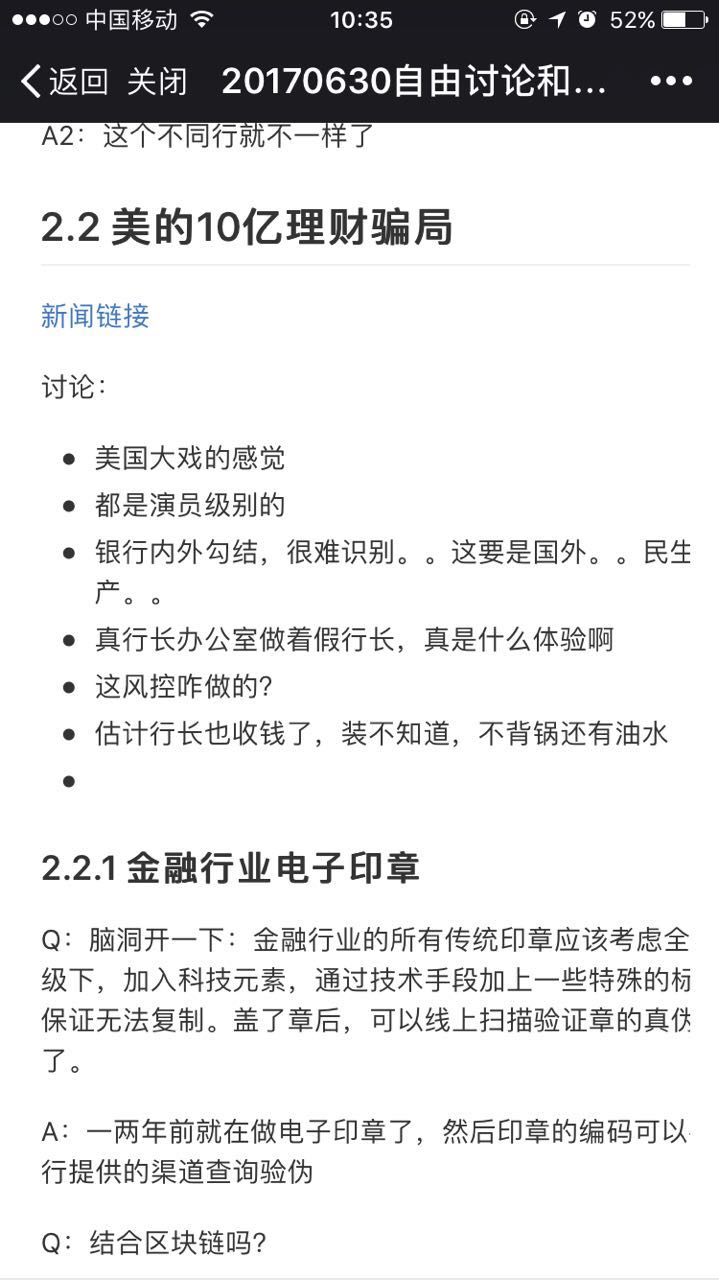 中国移动 10:35 52%
返回 关闭 20170630自由讨论和...
A2：这个不同行就不一样了
2.2 美的10亿理财骗局
新闻链接
讨论：
美国大戏的感觉
都是演员级别的
银行内外勾结，很难识别。。这要是国外。。民生
产。。
真行长办公室做着假行长，真是什么体验啊
这风控咋做的？
估计行长也收钱了，装不知道，不背锅还有油水
2.2.1 金融行业电子印章
Q：脑洞开一下：金融行业的所有传统印章应该考虑全
级下，加入科技元素，通过技术手段加上一些特殊的标
保证无法复制。盖了章后，可以线上扫描验证章的真伪
了。
A：一两年前就在做电子印章了，然后印章的编码可以
行提供的渠道查询验伪
Q：结合区块链吗？